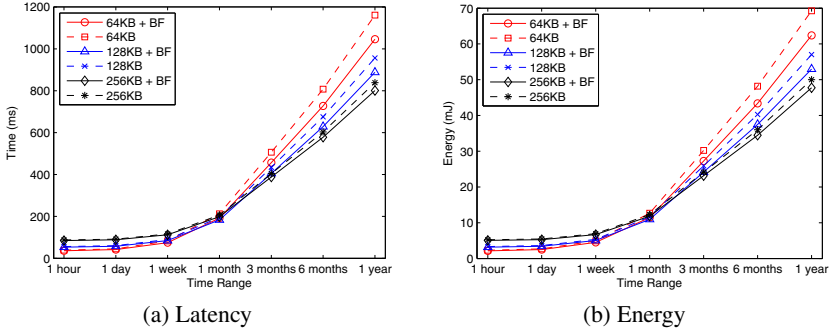 1200
1000
800
600
400
200
0
Time (ms)
64KB + BF
64KB
128KB + BF
128KB
256KB + BF
256KB
1 hour
1 day
1 week
1 month
3 months
6 months
1 year
Time Range
(a) Latency
70
60
50
40
30
20
10
0
Energy (mJ)
64KB + BF
64KB
128KB + BF
128KB
256KB + BF
256KB
1 hour
1 day
1 week
1 month
3 months
6 months
1 year
Time Range
(b) Energy